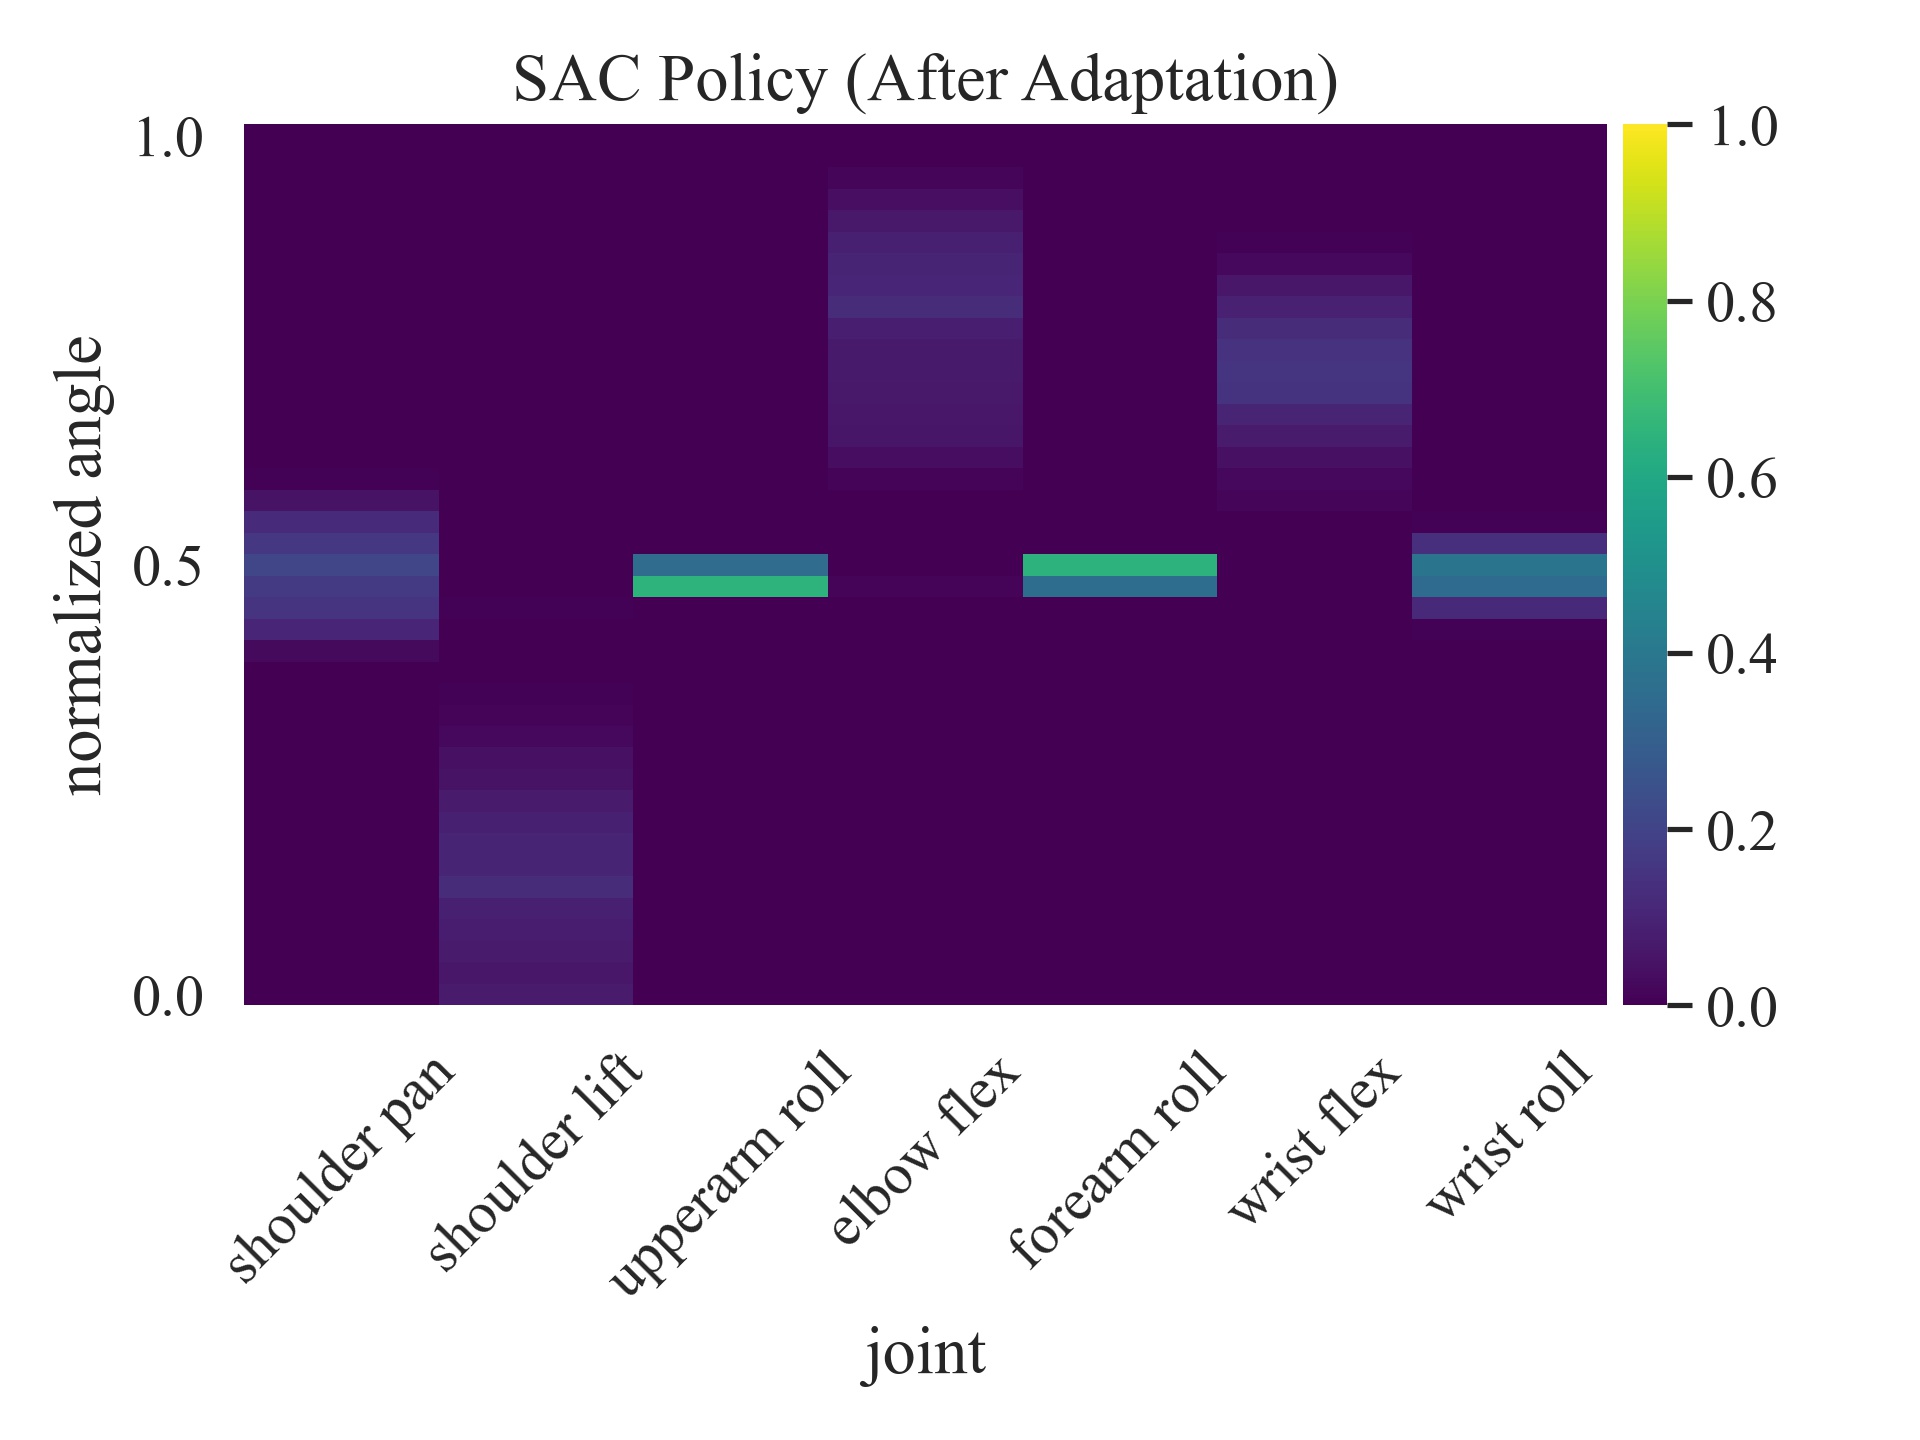 SAC Policy (After Adaptation)
1.0
0.5
0.0
normalized angle
1.0
0.8
0.6
0.4
0.2
0.0
shoulder pan
shoulder lift
upperarm roll
elbow flex
forearm roll
wrist flex
wrist roll
joint